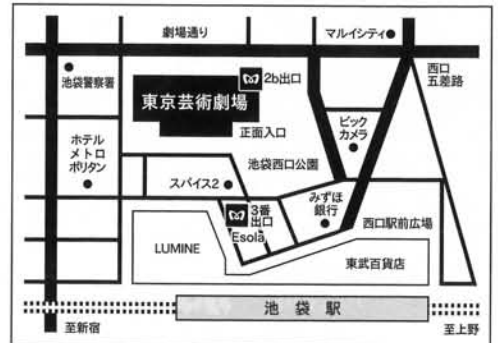 劇場通り
マルイシティ
池袋警察署
2b出口
西口
五差路
東京芸術劇場
正面入口
ビック
カメラ
ホテル
メトロ
ポリタン
池袋西口公園
スパイス2
みずほ
銀行
3番
出口
Esola
西口駅前広場
LUMINE
東武百貨店
池袋駅
至新宿
至上野